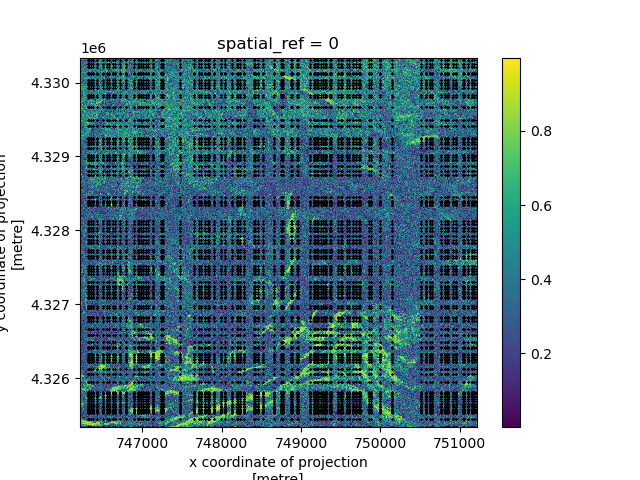 spatial_ref = 0
1e6
4.330
4.329
4.328
4.327
4.326
y coordinate of projection
[metre]
747000 748000 749000 750000 751000
x coordinate of projection
[metre]
0.8
0.6
0.4
0.2